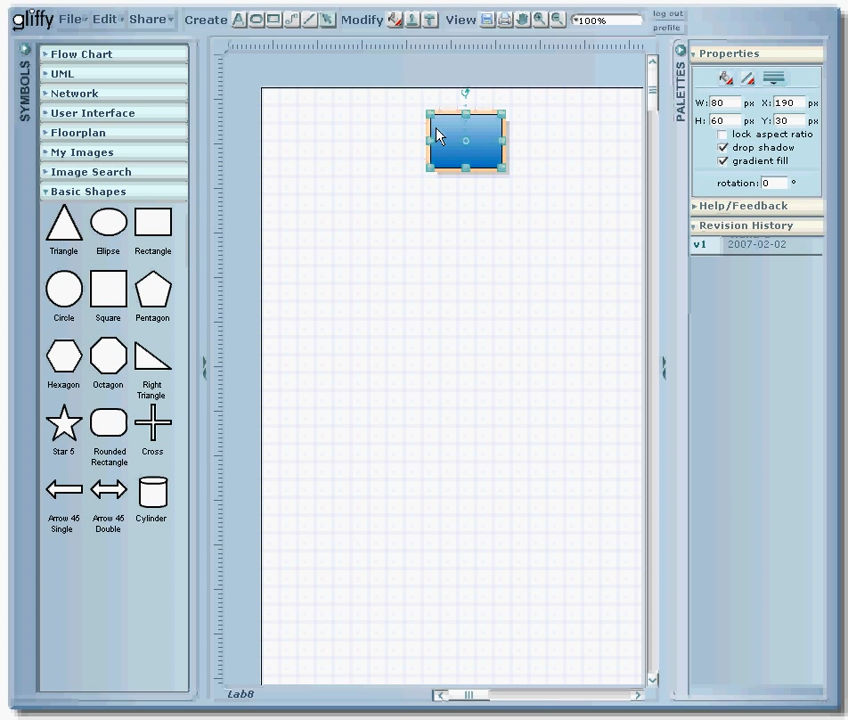 gliffy File Edit Share Create Modify View *100% log out
profile
SYMBOLS
Flow Chart
UML
Network
User Interface
Floorplan
My Images
Image Search
Basic Shapes
Triangle Ellipse Rectangle
Circle Square Pentagon
Hexagon Octagon Right
Triangle
Star 5 Rounded Cross
Rectangle
Arrow 45 Arrow 45 Cylinder
Single Double
Lab8
PALETTES
Properties
W: 80 px X: 190 px
H: 60 px Y: 30 px
lock aspect ratio
drop shadow
gradient fill
rotation: 0 °
Help/Feedback
Revision History
v1 2007-02-02